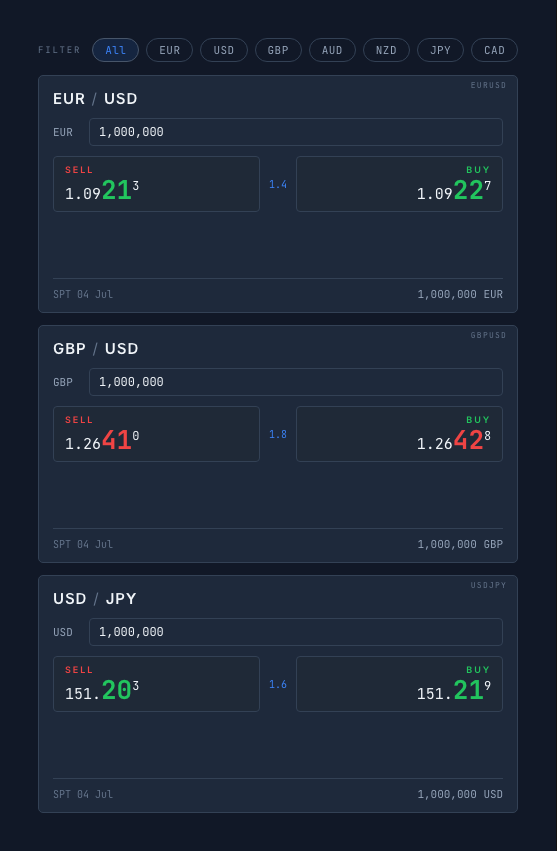 FILTER All EUR USD GBP AUD NZD JPY CAD
EURUSD
EUR / USD
EUR 1,000,000
SELL BUY
1.09213 1.4 1.09227
SPT 04 Jul 1,000,000 EUR
GBPUSD
GBP / USD
GBP 1,000,000
SELL BUY
1.26410 1.8 1.26428
SPT 04 Jul 1,000,000 GBP
USDJPY
USD / JPY
USD 1,000,000
SELL BUY
151.203 1.6 151.219
SPT 04 Jul 1,000,000 USD